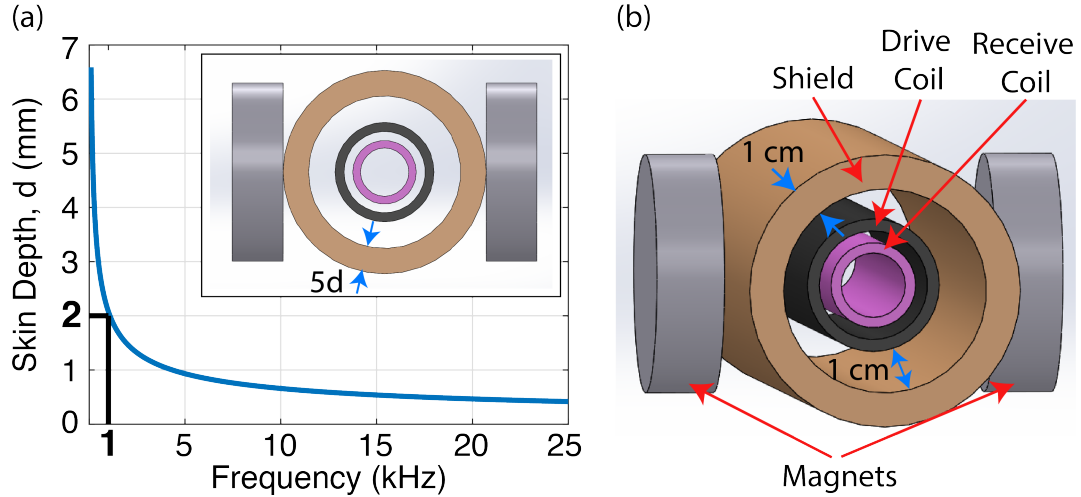 (a)
Skin Depth, d (mm)
7
6
5
4
3
2
1
0
1
5
10
15
20
25
Frequency (kHz)
5d
(b)
Drive
Coil
Receive
Coil
Shield
1 cm
1 cm
Magnets